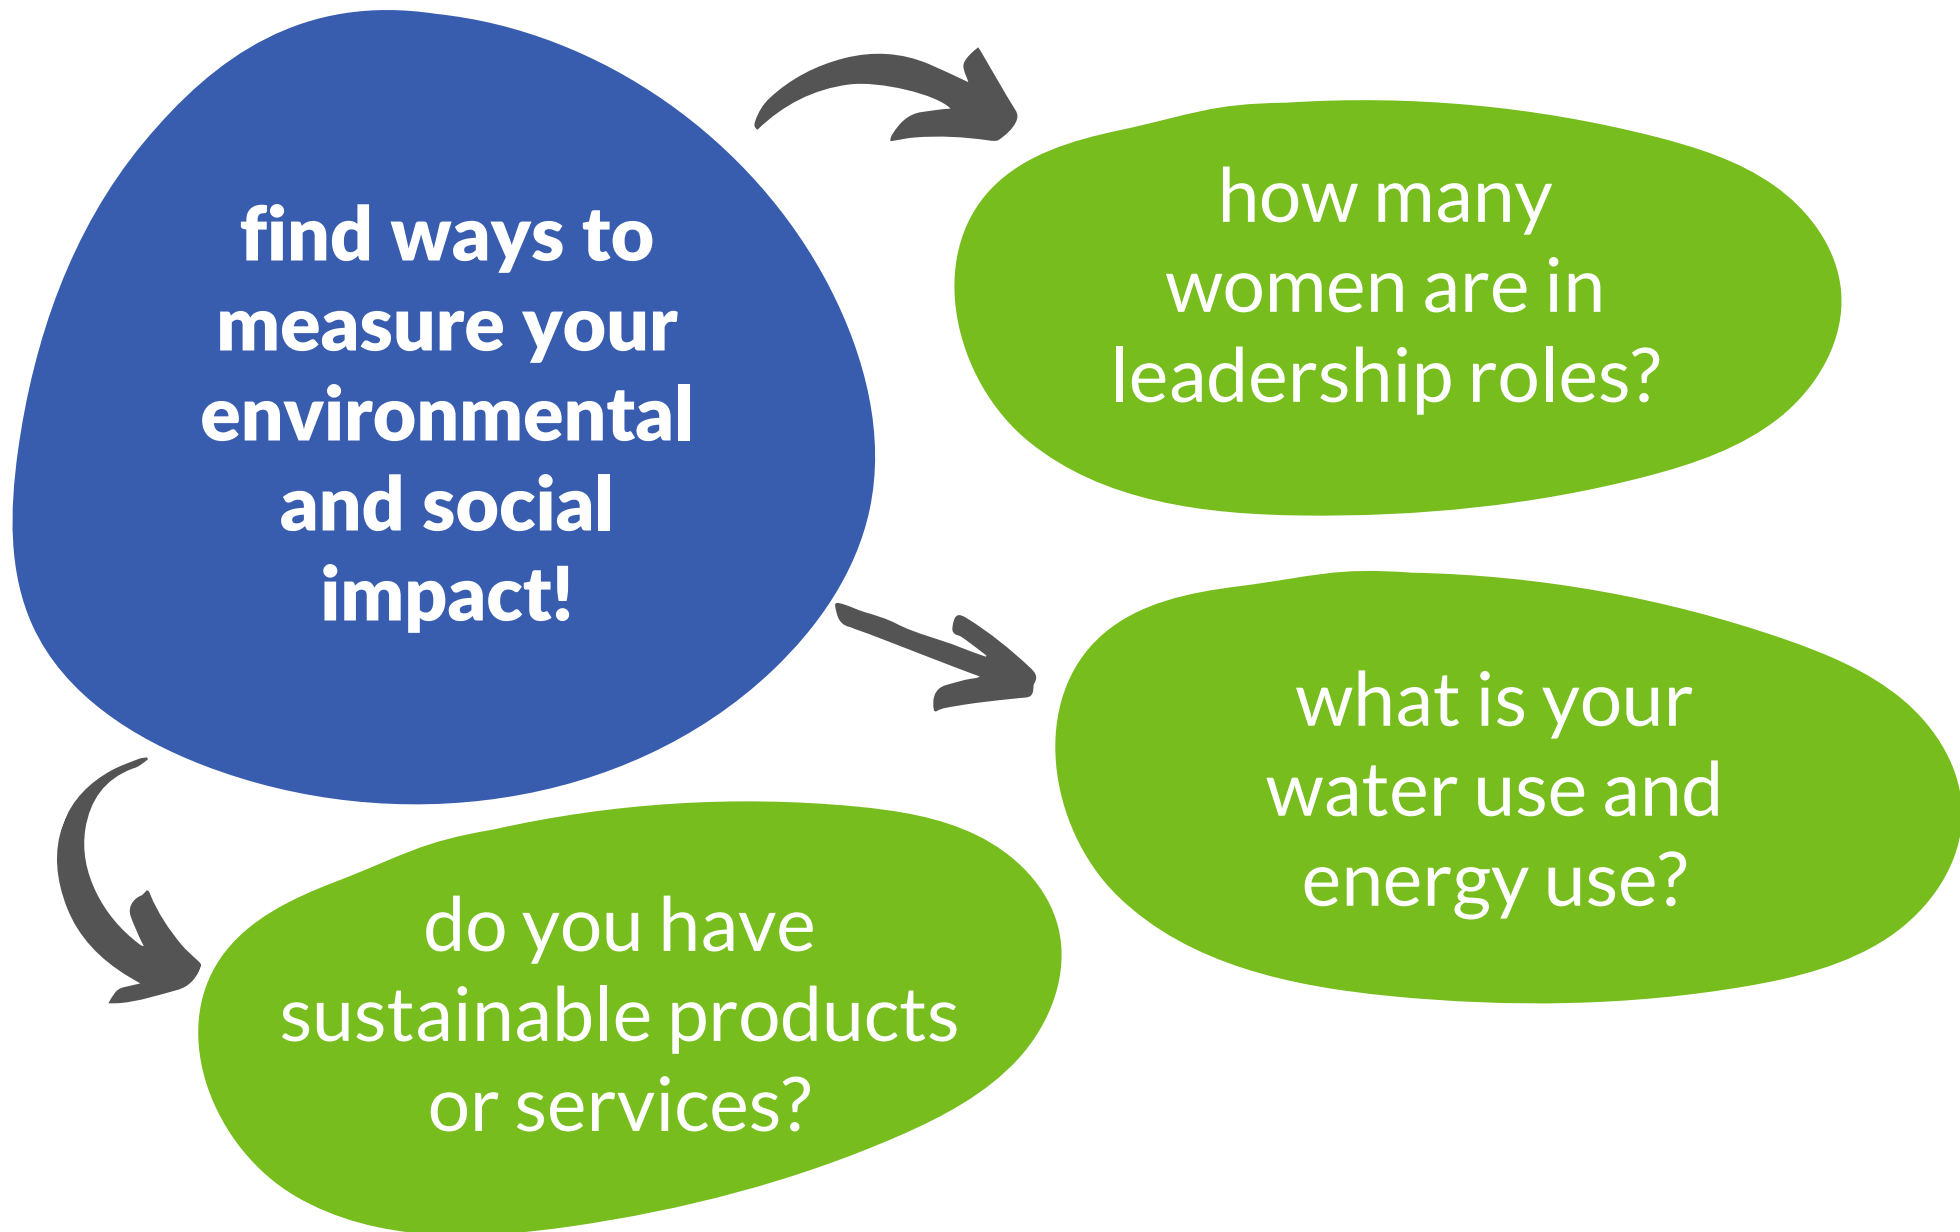 find ways to
measure your
environmental
and social
impact!
how many
women are in
leadership roles?
what is your
water use and
energy use?
do you have
sustainable products
or services?